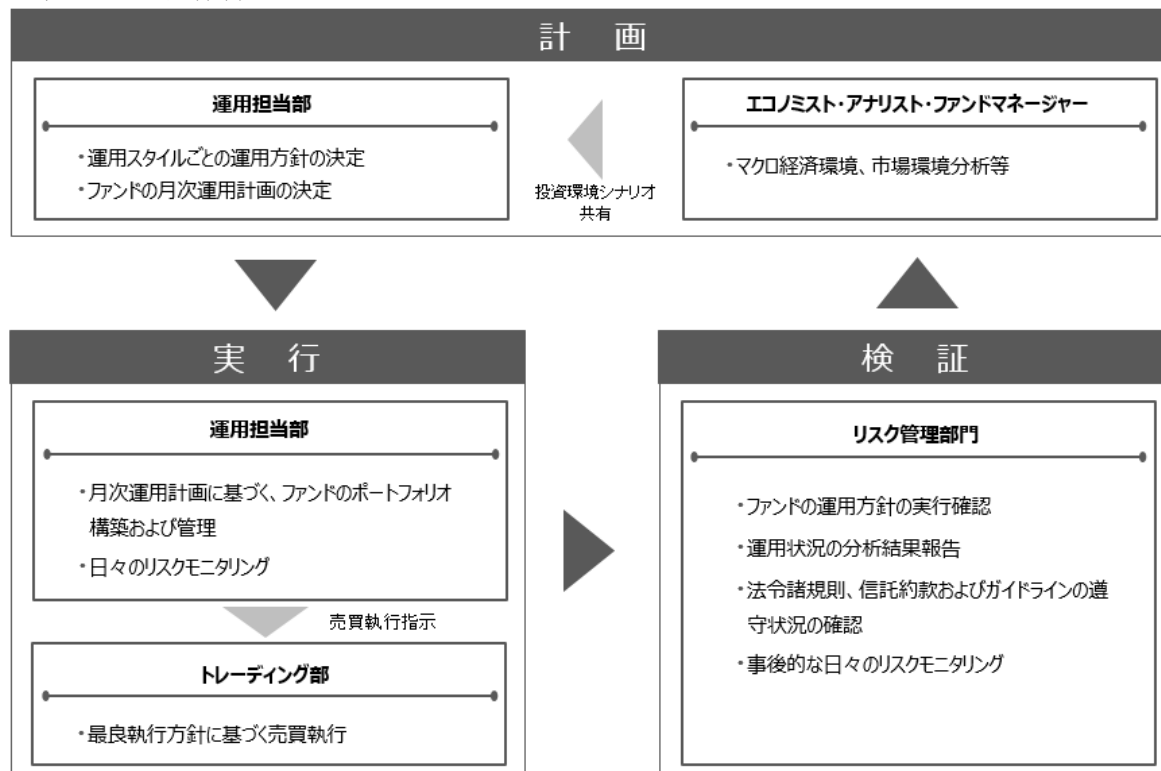 計 画
運用担当部
・運用スタイルごとの運用方針の決定
・ファンドの月次運用計画の決定
投資環境シナリオ
共有
エコノミスト・アナリスト・ファンドマネージャー
・マクロ経済環境、市場環境分析等
実 行
運用担当部
・月次運用計画に基づく、ファンドのポートフォリオ
構築および管理
・日々のリスクモニタリング
売買執行指示
トレーディング部
・最良執行方針に基づく売買執行
検 証
リスク管理部門
・ファンドの運用方針の実行確認
・運用状況の分析結果報告
・法令諸規則、信託約款およびガイドラインの遵
守状況の確認
・事後的な日々のリスクモニタリング